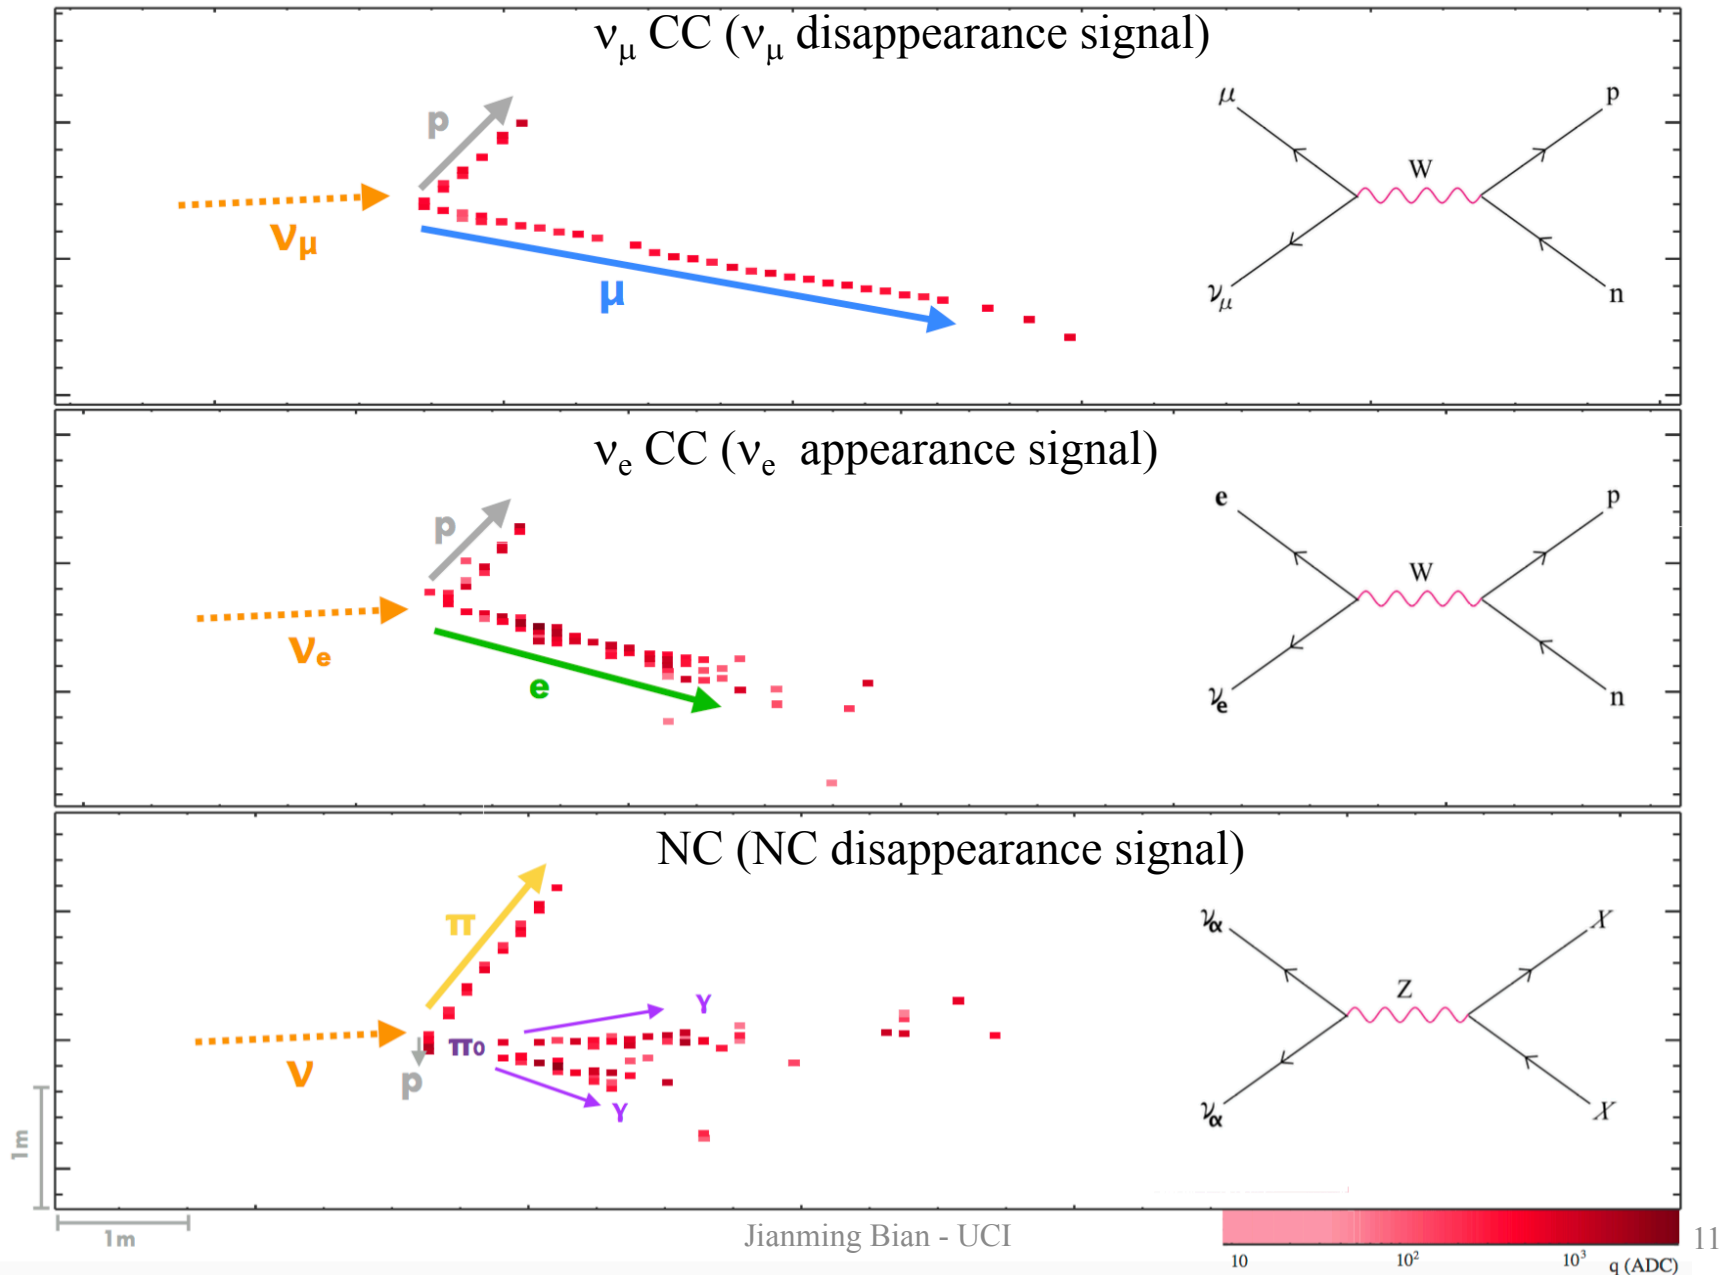 νμ CC (νμ disappearance signal)
p
νμ
μ
μ
p
W
νμ
n
νe CC (νe appearance signal)
p
νe
e
e
p
W
νe
n
NC (NC disappearance signal)
π
γ
π0
ν
p
γ
να
X
Z
να
X
1m
1m
Jianming Bian - UCI
10
10²
10³
q (ADC)
11